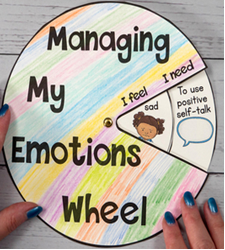 Managing
My
Emotions
Wheel
I feel
sad
I need
To use
positive
self-talk